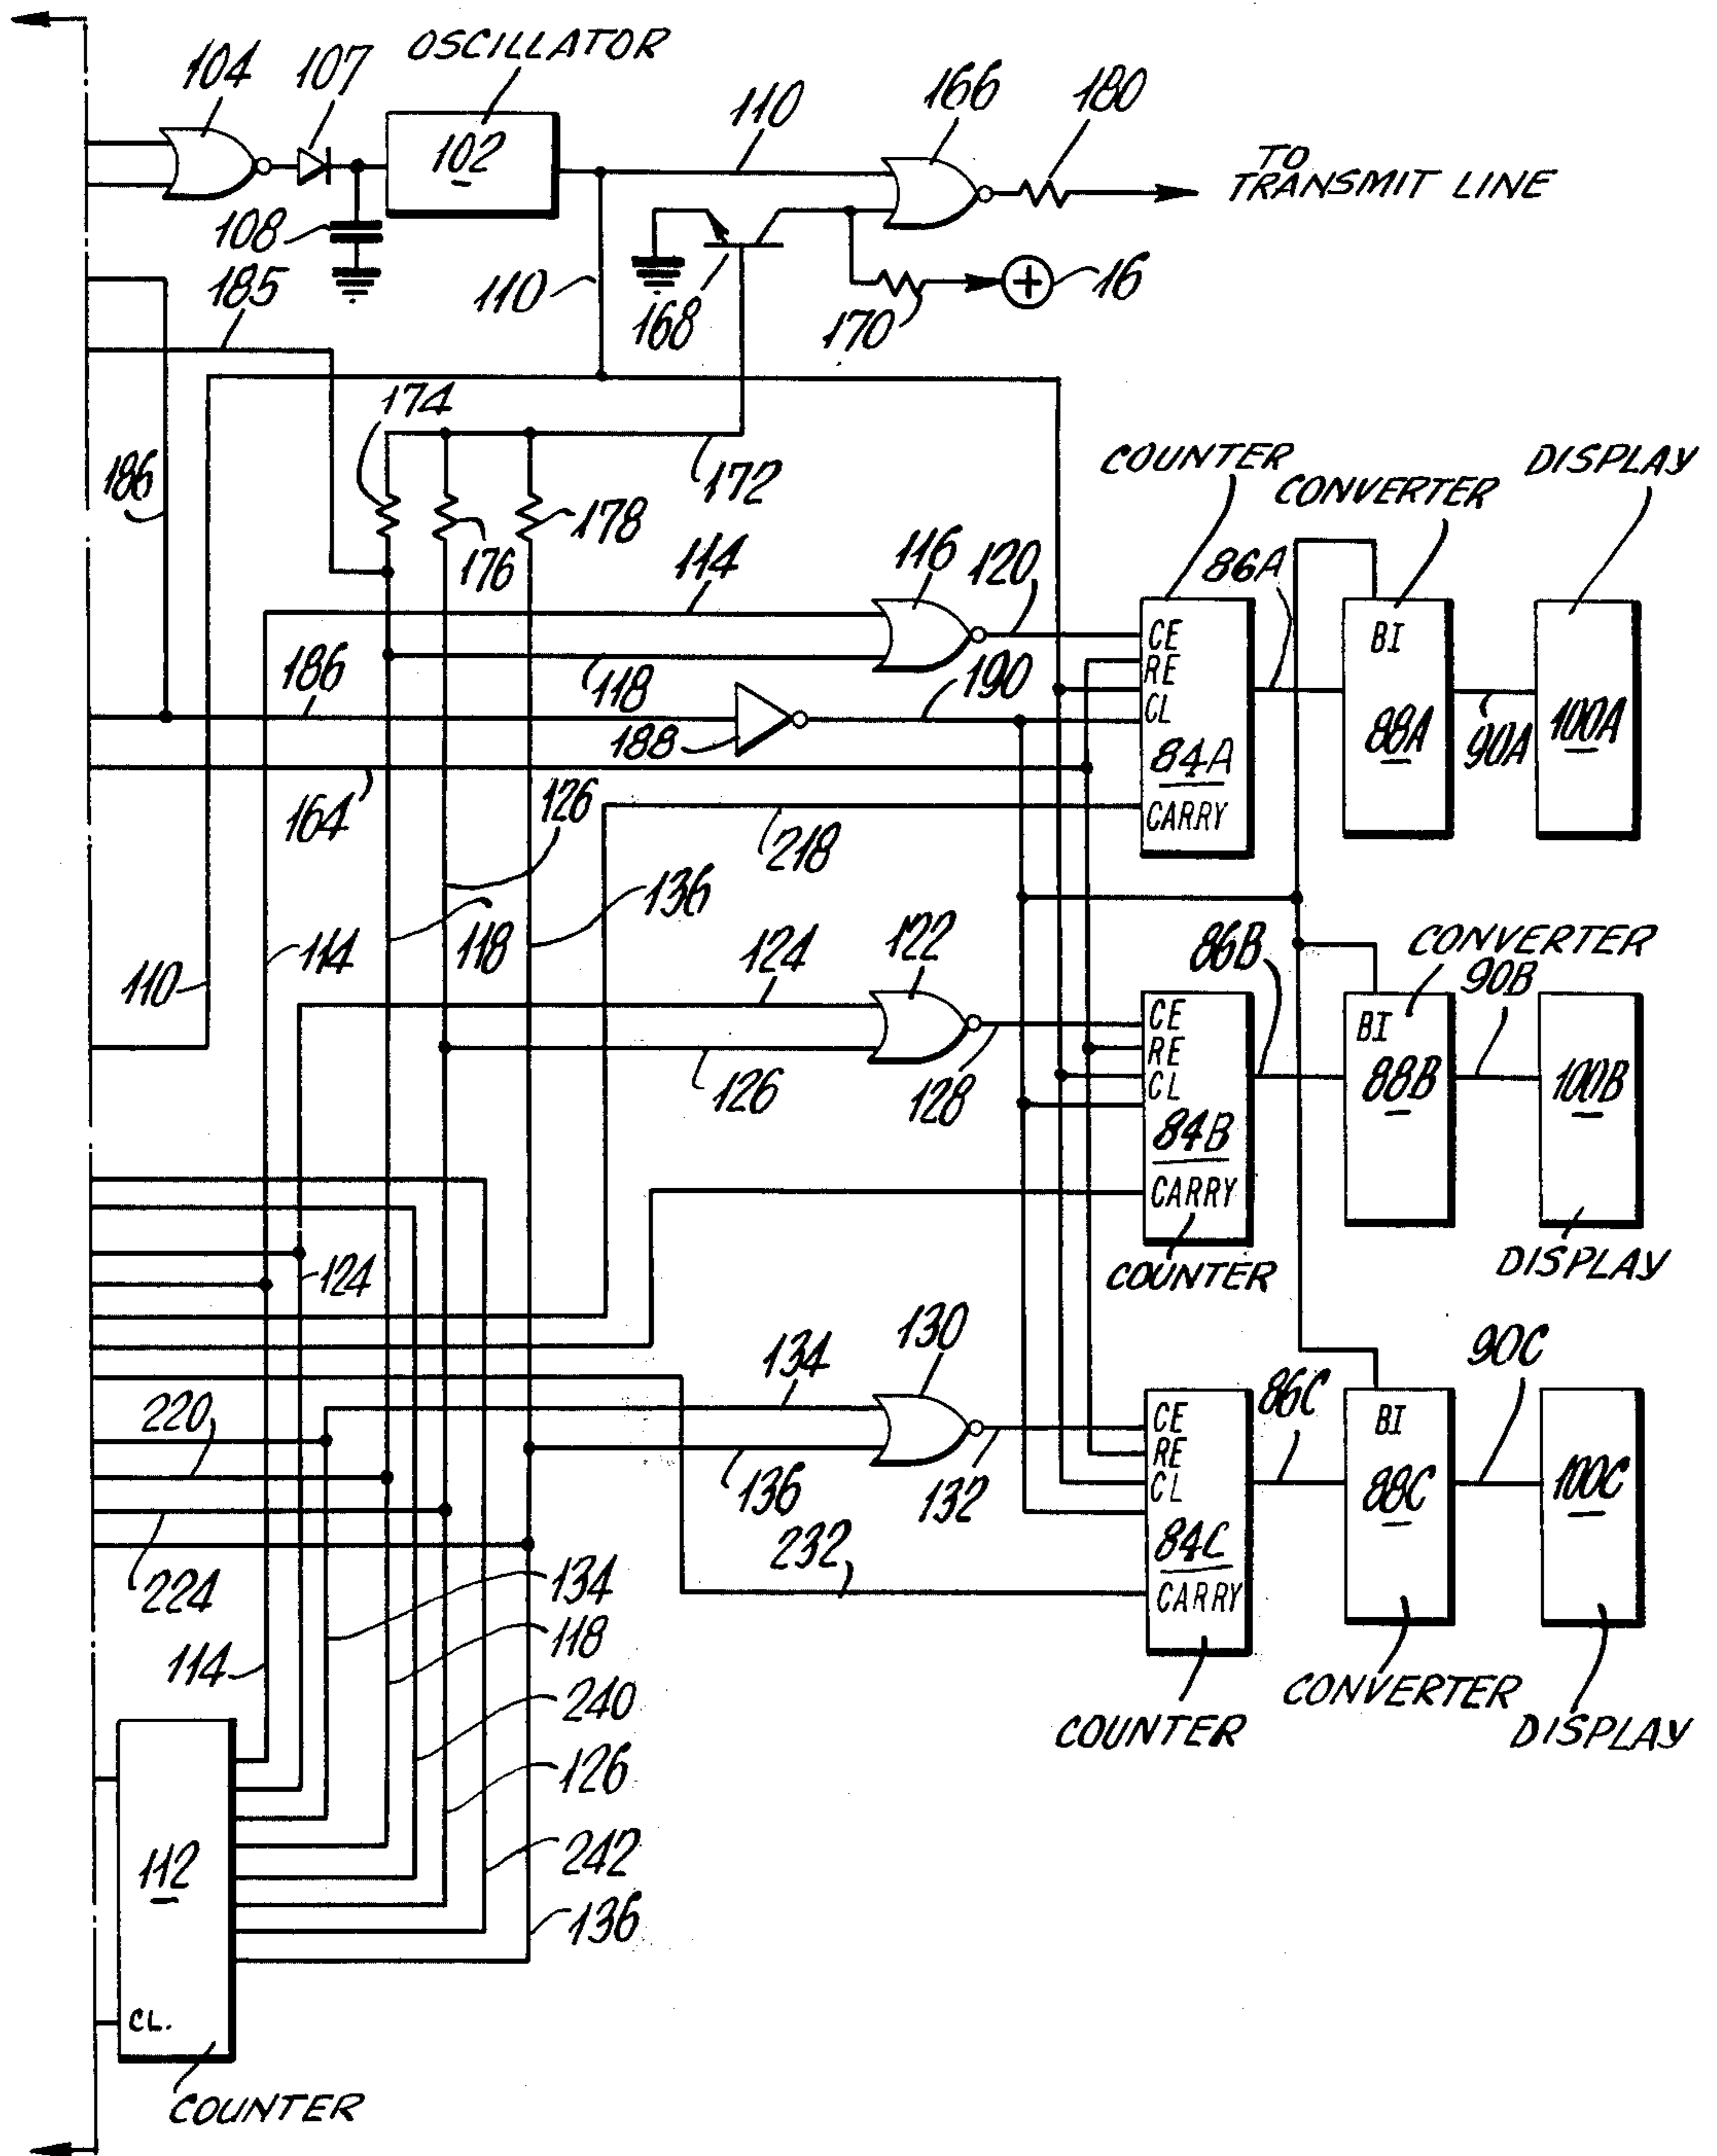 OSCILLATOR
104
107
102
110
166
180
TO
TRANSMIT LINE
108
185
110
168
170
16
+
174
186
172
176
178
COUNTER
CONVERTER
DISPLAY
114
116
120
86A
CE
RE
CL
84A
CARRY
BI
88A
90A
100A
186
118
188
190
164
126
218
136
114
118
110
124
122
86B
CONVERTER
90B
126
128
CE
RE
CL
84B
CARRY
BI
88B
100B
COUNTER
DISPLAY
124
134
130
86C
90C
220
136
132
CE
RE
CL
84C
CARRY
BI
88C
100C
224
232
134
118
114
240
126
242
136
COUNTER
CONVERTER
DISPLAY
112
CL.
COUNTER